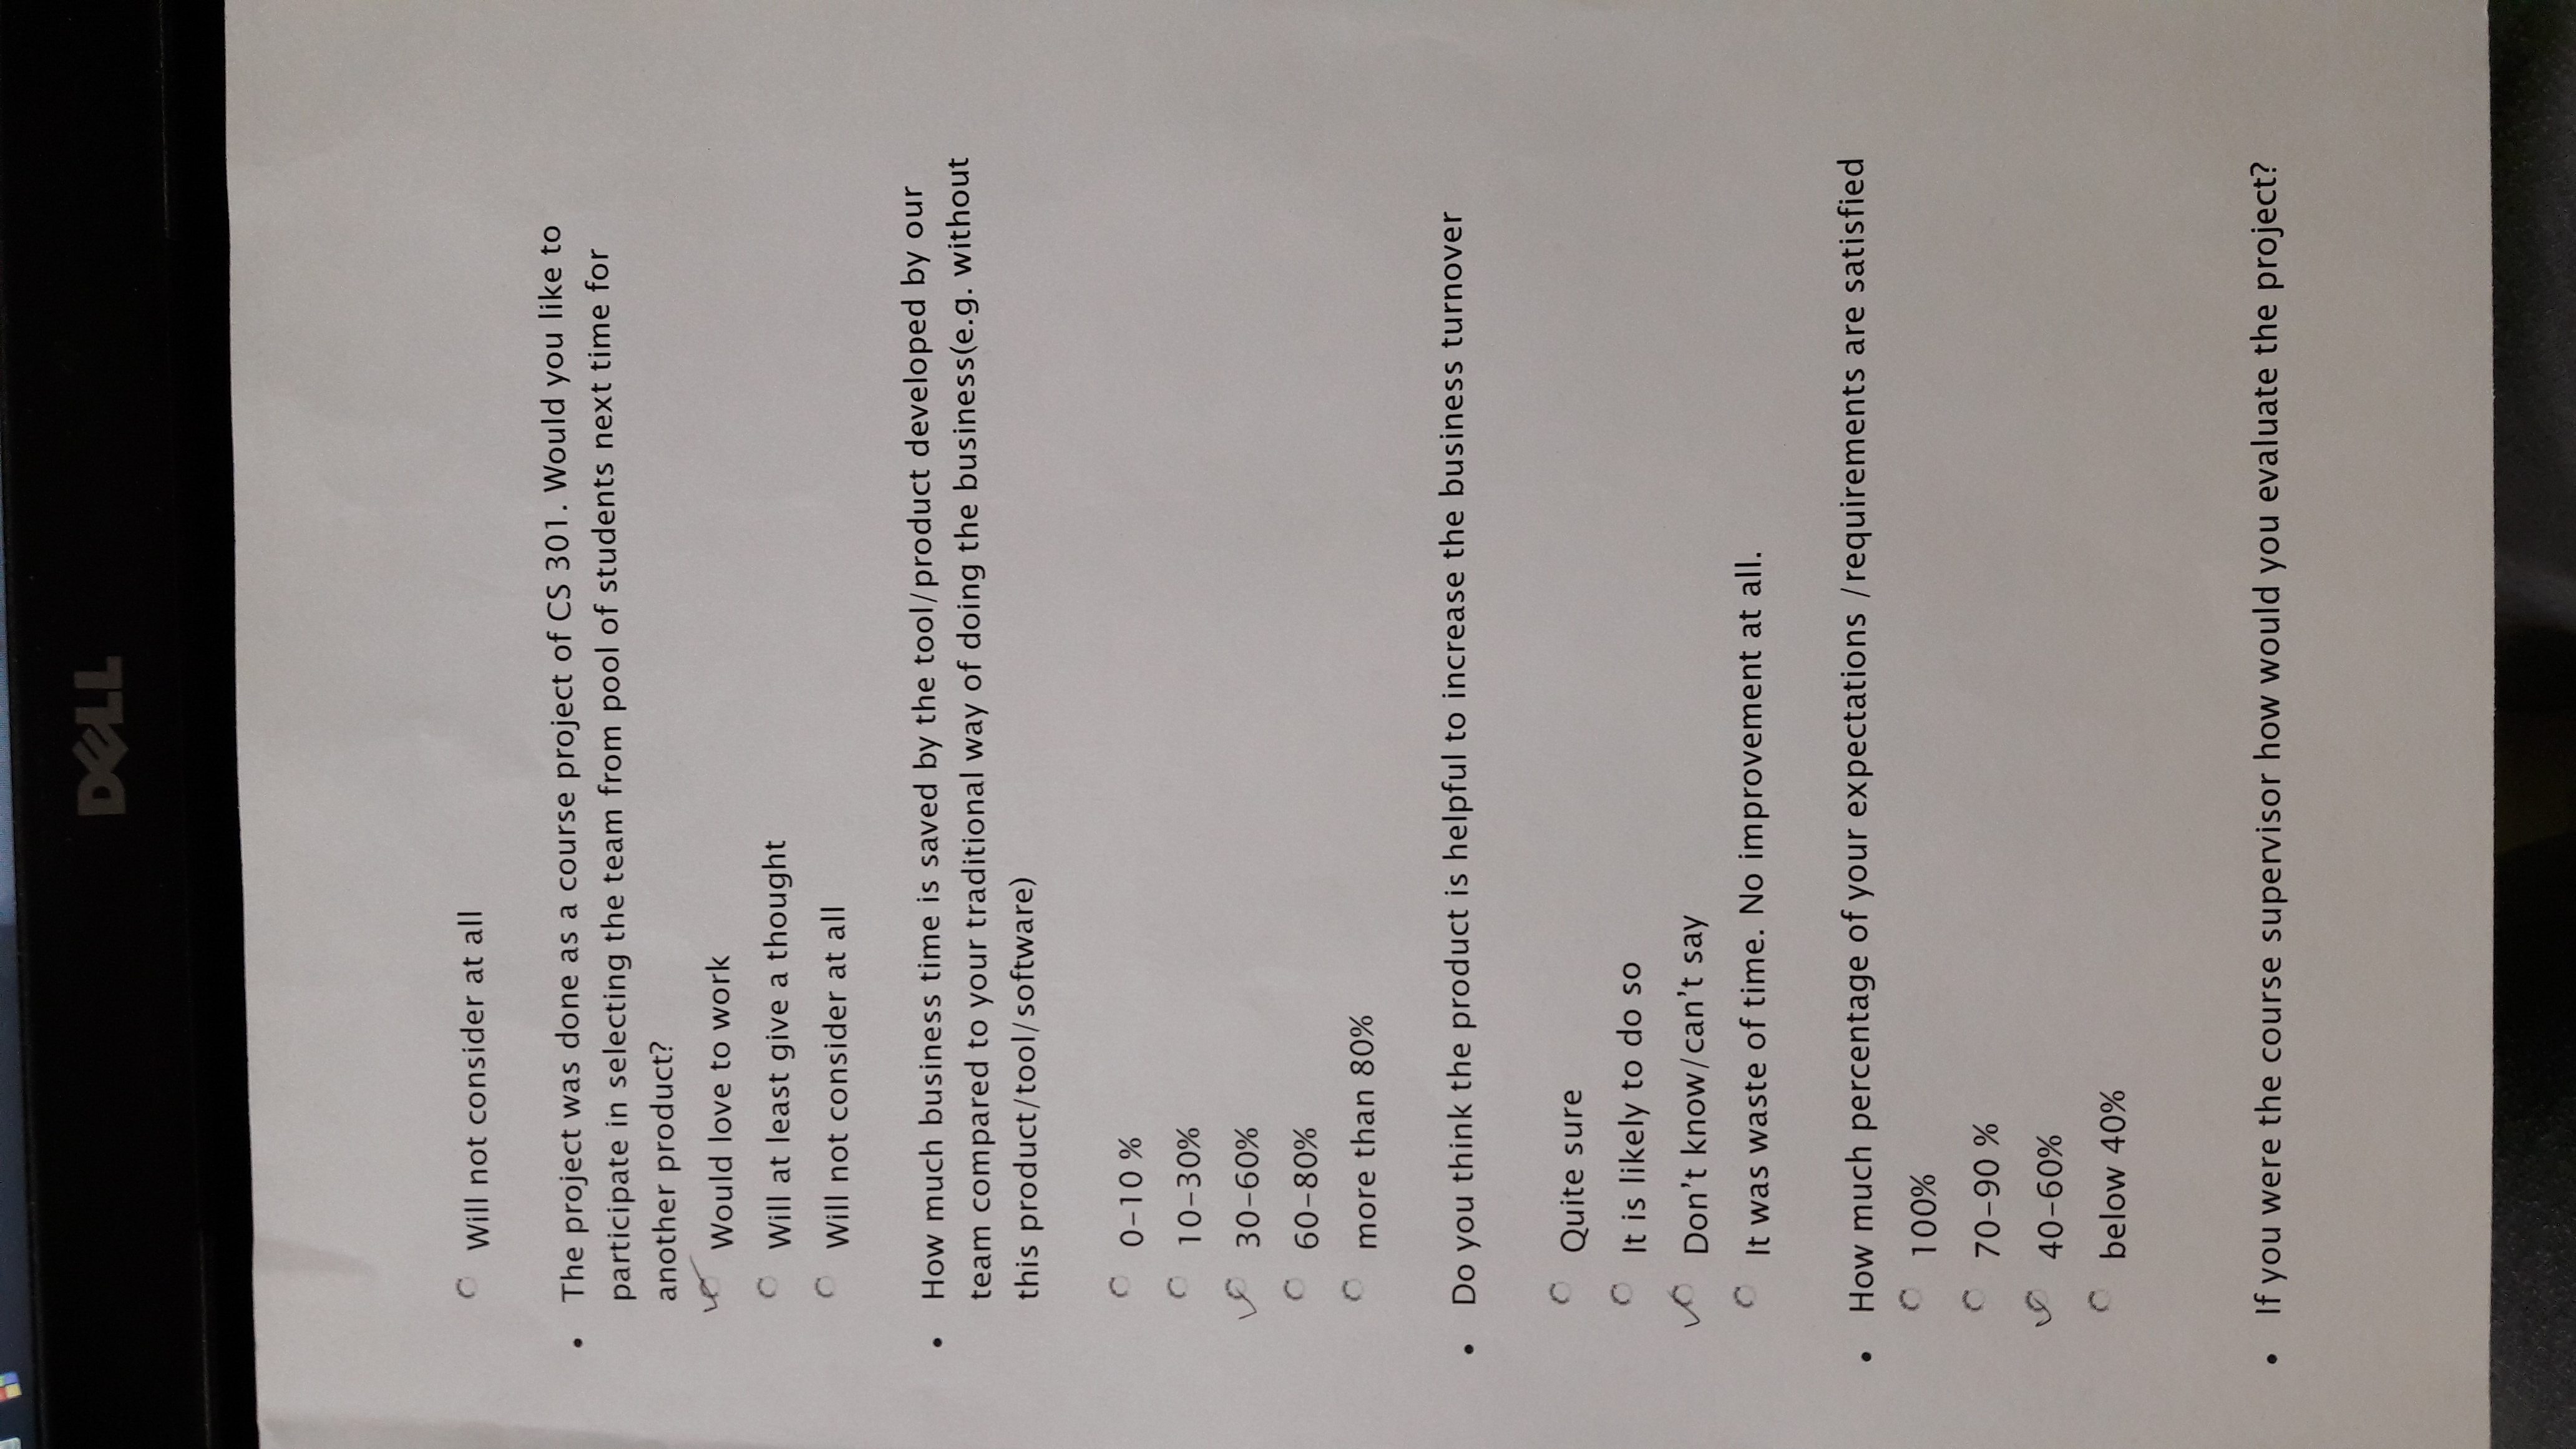 DELL
Will not consider at all
• The project was done as a course project of CS 301. Would you like to
participate in selecting the team from pool of students next time for
another product?
Would love to work
Will at least give a thought
Will not consider at all
• How much business time is saved by the tool/product developed by our
team compared to your traditional way of doing the business(e.g. without
this product/tool/software)
0-10 %
10-30%
30-60%
60-80%
more than 80%
• Do you think the product is helpful to increase the business turnover
Quite sure
It is likely to do so
Don't know/can't say
It was waste of time. No improvement at all.
• How much percentage of your expectations /requirements are satisfied
100%
70-90 %
40-60%
below 40%
• If you were the course supervisor how would you evaluate the project?